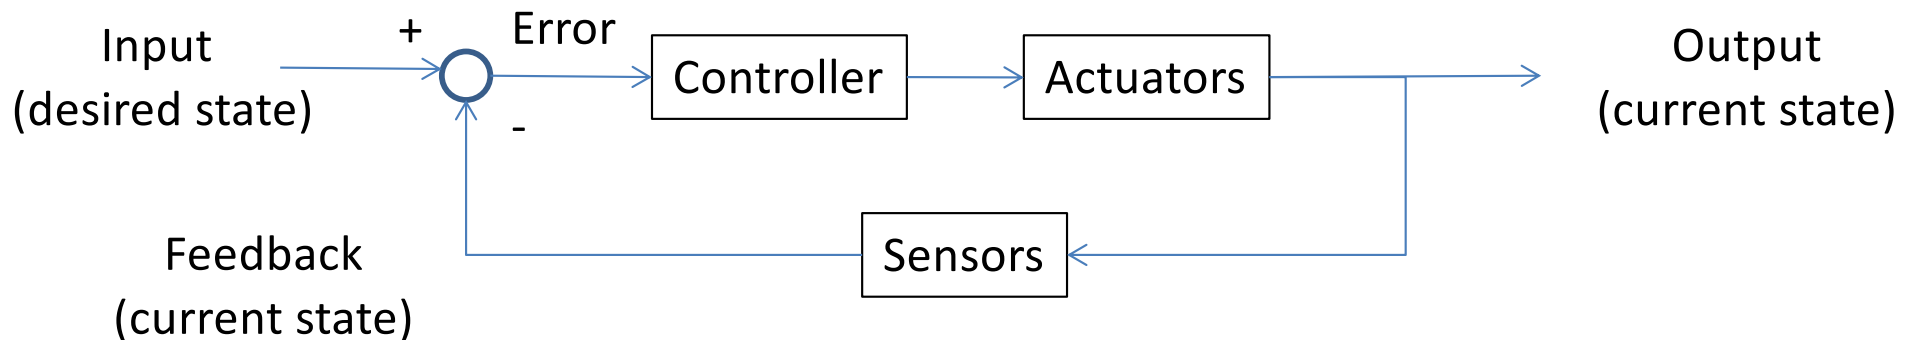 Input
(desired state)
+
-
Error
Controller
Actuators
Output
(current state)
Sensors
Feedback
(current state)